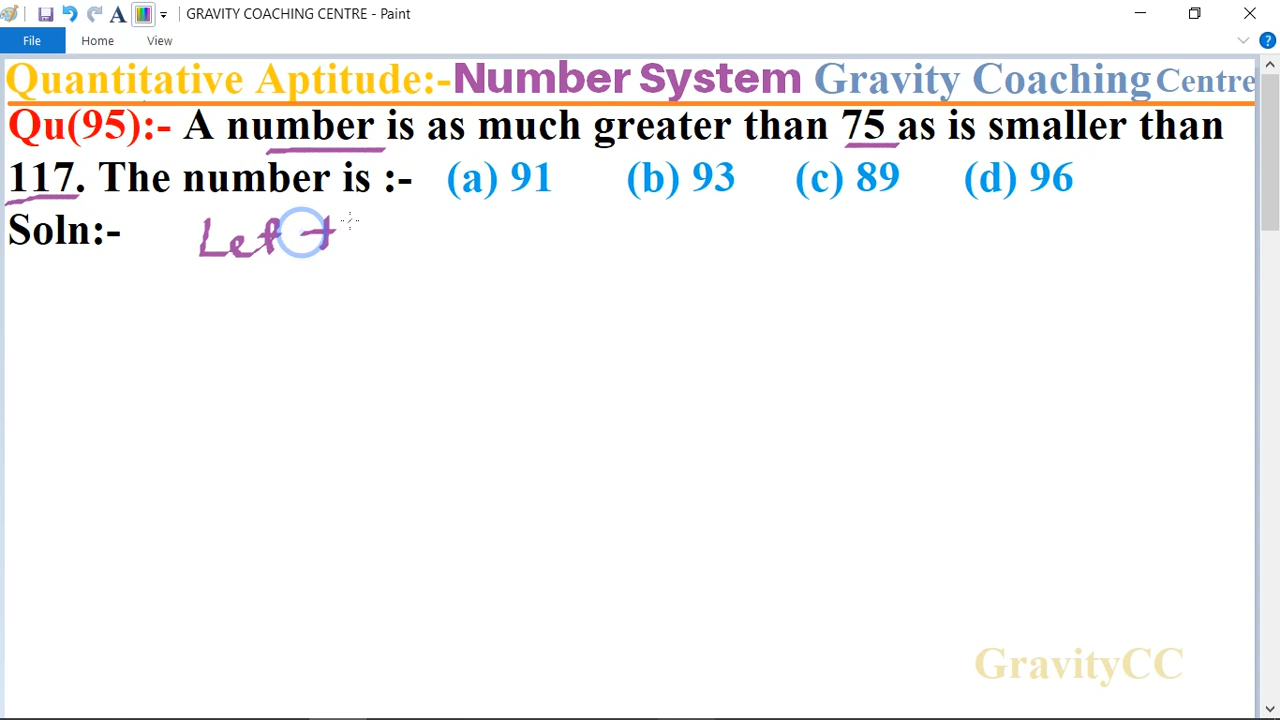 GRAVITY COACHING CENTRE - Paint
File Home View
Quantitative Aptitude:-Number System Gravity Coaching Centre
Qu(95):- A number is as much greater than 75 as is smaller than
117. The number is :- (a) 91 (b) 93 (c) 89 (d) 96
Soln:- Let t
GravityCC